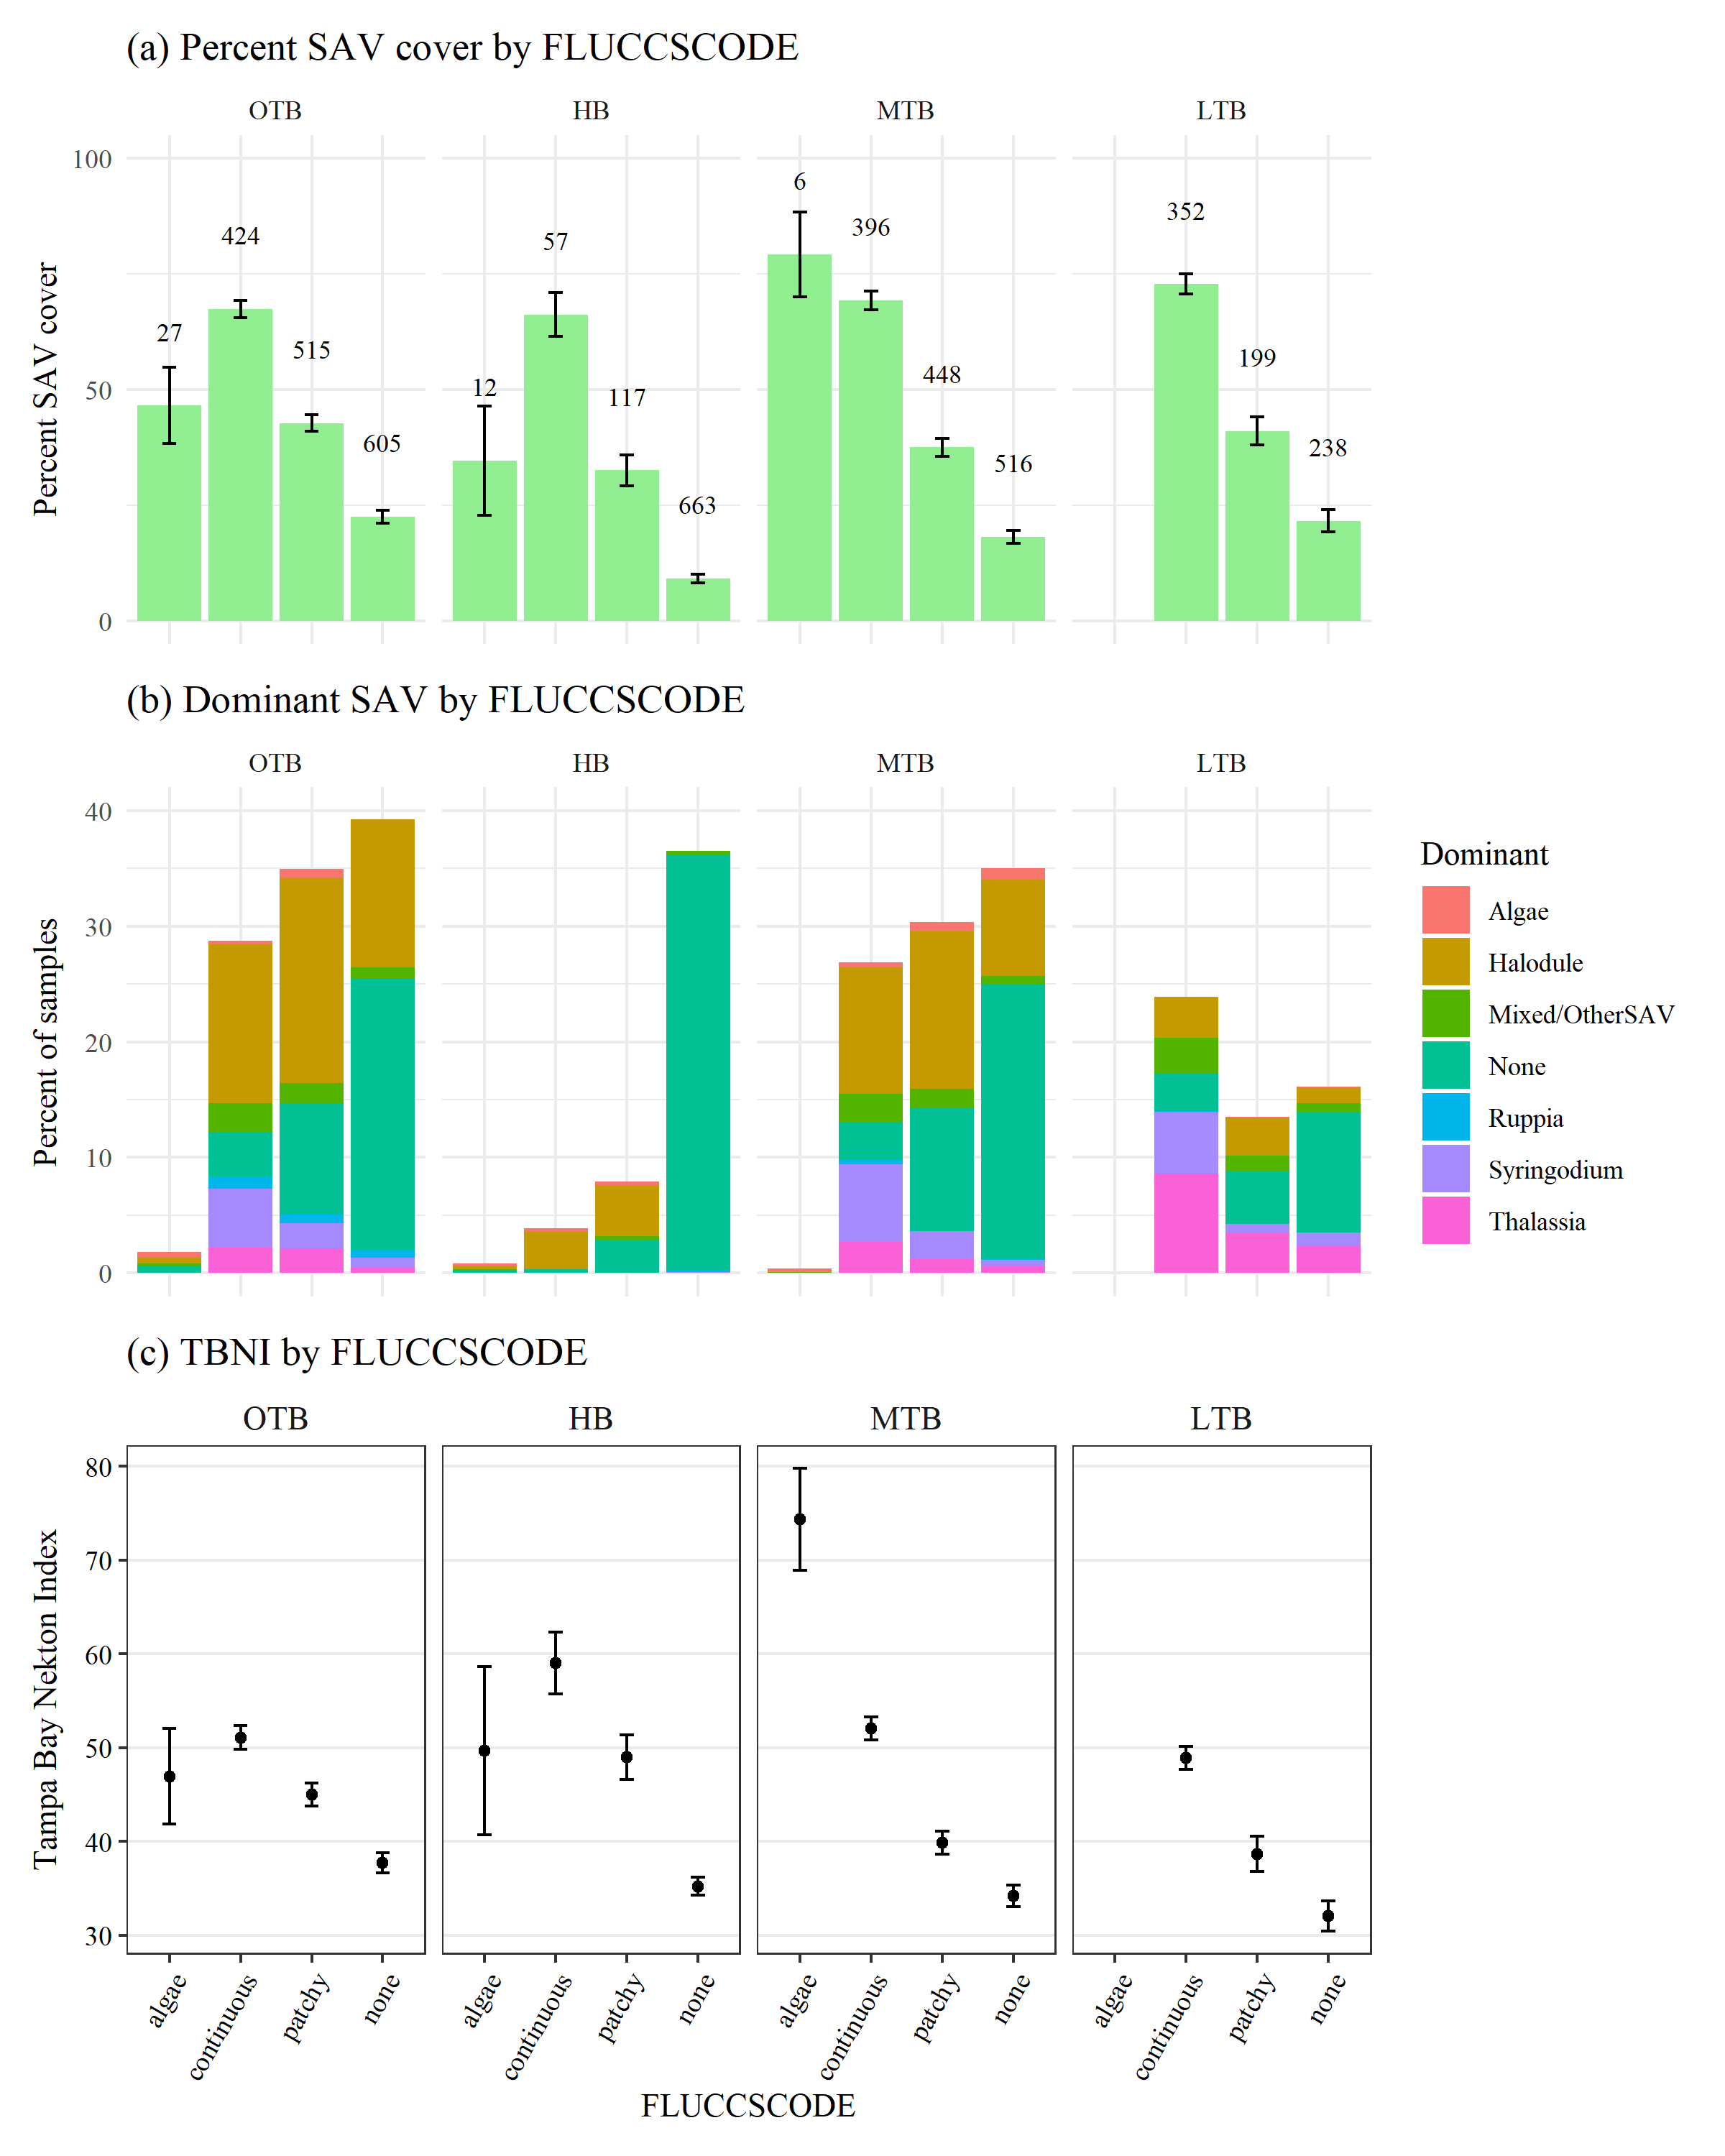 (a) Percent SAV cover by FLUCCSCODE
OTB HB MTB LTB
Percent SAV cover
100
50
0
27 424 515 605
12 57 117 663
6 396 448 516
352 199 238
(b) Dominant SAV by FLUCCSCODE
OTB HB MTB LTB
Percent of samples
40
30
20
10
0
Dominant
Algae
Halodule
Mixed/OtherSAV
None
Ruppia
Syringodium
Thalassia
(c) TBNI by FLUCCSCODE
OTB HB MTB LTB
Tampa Bay Nekton Index
80
70
60
50
40
30
algae continuous patchy none algae continuous patchy none algae continuous patchy none algae continuous patchy none
FLUCCSCODE